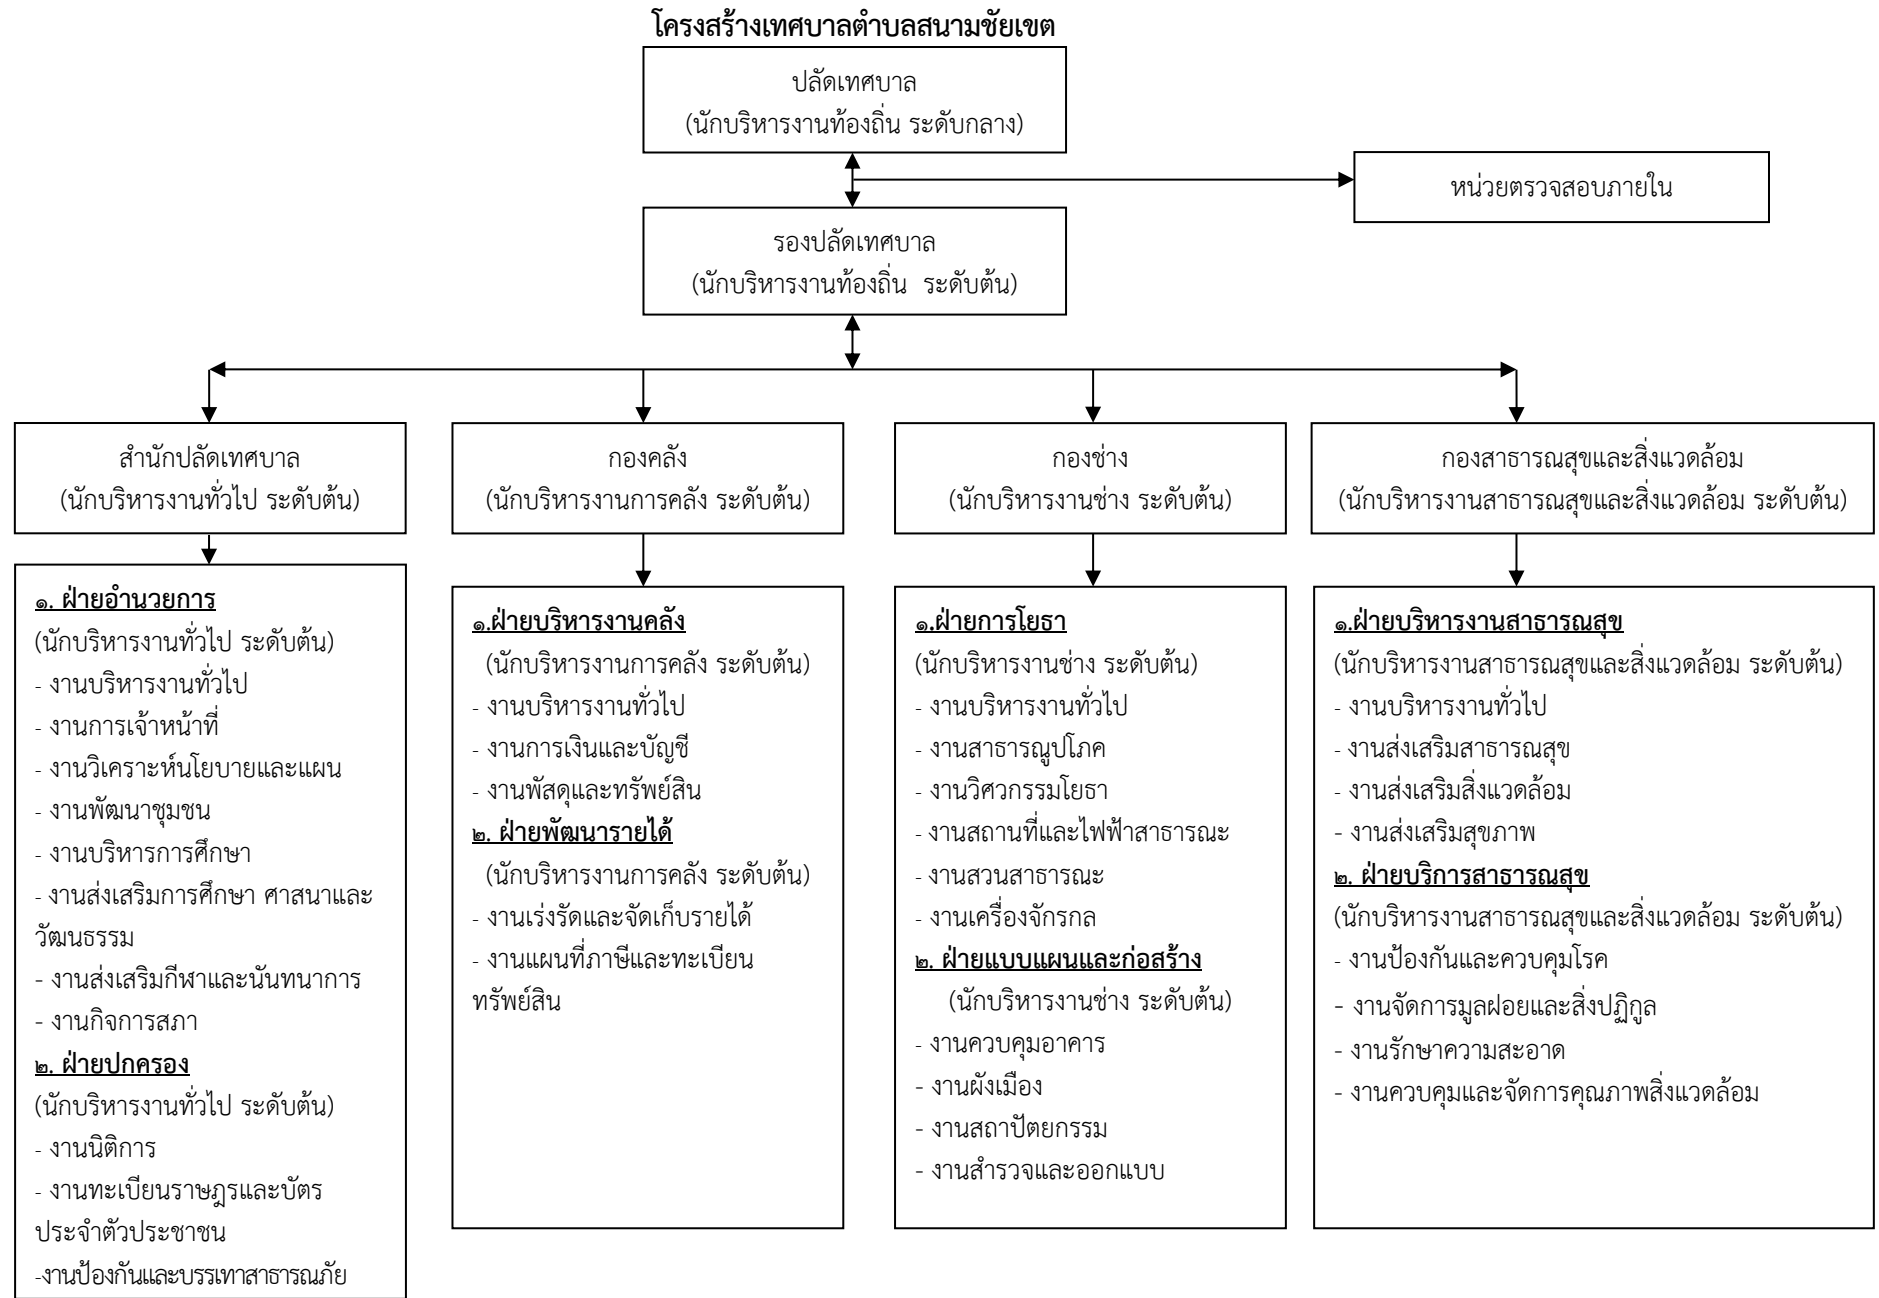 โครงสร้างเทศบาลตำบลสนามชัยเขต
ปลัดเทศบาล
(นักบริหารงานท้องถิ่น ระดับกลาง)
หน่วยตรวจสอบภายใน
รองปลัดเทศบาล
(นักบริหารงานท้องถิ่น ระดับต้น)
สำนักปลัดเทศบาล
(นักบริหารงานทั่วไป ระดับต้น)
กองคลัง
(นักบริหารงานการคลัง ระดับต้น)
กองช่าง
(นักบริหารงานช่าง ระดับต้น)
กองสาธารณสุขและสิ่งแวดล้อม
(นักบริหารงานสาธารณสุขและสิ่งแวดล้อม ระดับต้น)
๑. ฝ่ายอำนวยการ
(นักบริหารงานทั่วไป ระดับต้น)
- งานบริหารงานทั่วไป
- งานการเจ้าหน้าที่
- งานวิเคราะห์นโยบายและแผน
- งานพัฒนาชุมชน
- งานบริหารการศึกษา
- งานส่งเสริมการศึกษา ศาสนาและ
วัฒนธรรม
- งานส่งเสริมกีฬาและนันทนาการ
- งานกิจการสภา
๒. ฝ่ายปกครอง
(นักบริหารงานทั่วไป ระดับต้น)
- งานนิติการ
- งานทะเบียนราษฎรและบัตร
ประจำตัวประชาชน
-งานป้องกันและบรรเทาสาธารณภัย
๑.ฝ่ายบริหารงานคลัง
(นักบริหารงานการคลัง ระดับต้น)
- งานบริหารงานทั่วไป
- งานการเงินและบัญชี
- งานพัสดุและทรัพย์สิน
๒. ฝ่ายพัฒนารายได้
(นักบริหารงานการคลัง ระดับต้น)
- งานเร่งรัดและจัดเก็บรายได้
- งานแผนที่ภาษีและทะเบียน
ทรัพย์สิน
๑.ฝ่ายการโยธา
(นักบริหารงานช่าง ระดับต้น)
- งานบริหารงานทั่วไป
- งานสาธารณูปโภค
- งานวิศวกรรมโยธา
- งานสถานที่และไฟฟ้าสาธารณะ
- งานสวนสาธารณะ
- งานเครื่องจักรกล
๒. ฝ่ายแบบแผนและก่อสร้าง
(นักบริหารงานช่าง ระดับต้น)
- งานควบคุมอาคาร
- งานผังเมือง
- งานสถาปัตยกรรม
- งานสำรวจและออกแบบ
๑.ฝ่ายบริหารงานสาธารณสุข
(นักบริหารงานสาธารณสุขและสิ่งแวดล้อม ระดับต้น)
- งานบริหารงานทั่วไป
- งานส่งเสริมสาธารณสุข
- งานส่งเสริมสิ่งแวดล้อม
- งานส่งเสริมสุขภาพ
๒. ฝ่ายบริการสาธารณสุข
(นักบริหารงานสาธารณสุขและสิ่งแวดล้อม ระดับต้น)
- งานป้องกันและควบคุมโรค
- งานจัดการมูลฝอยและสิ่งปฏิกูล
- งานรักษาความสะอาด
- งานควบคุมและจัดการคุณภาพสิ่งแวดล้อม